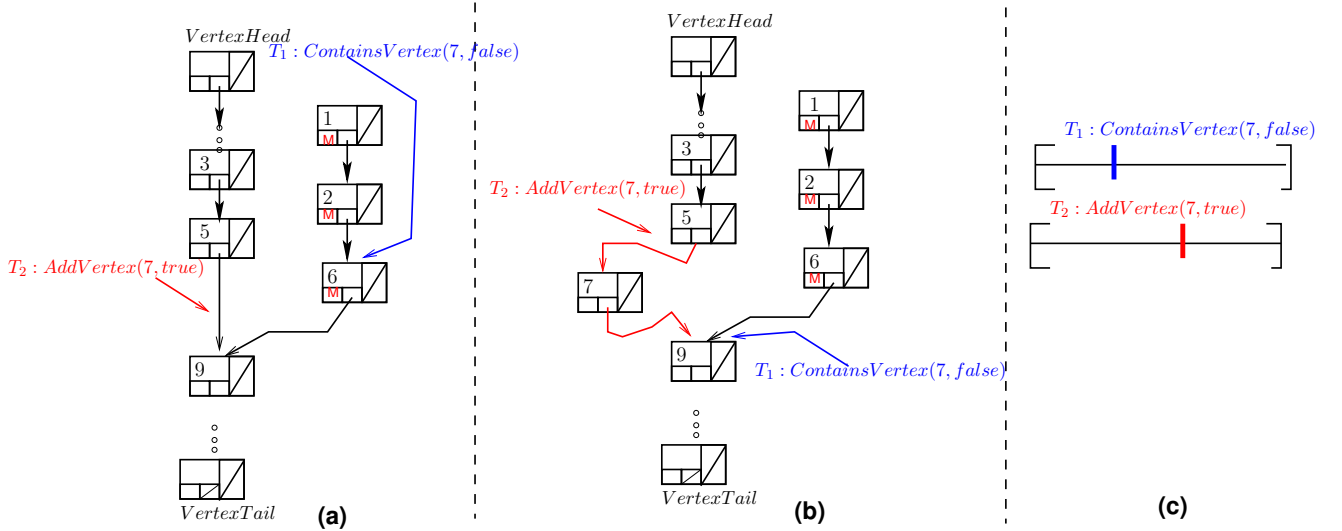 VertexHead
T₁ : ContainsVertex(7, false)
1
M
3
2
M
5
T₂ : AddVertex(7, true)
6
M
9
VertexTail
(a)
VertexHead
1
M
3
2
M
T₂ : AddVertex(7, true)
5
6
M
7
9
T₁ : ContainsVertex(7, false)
VertexTail
(b)
T₁ : ContainsVertex(7, false)
T₂ : AddVertex(7, true)
(c)